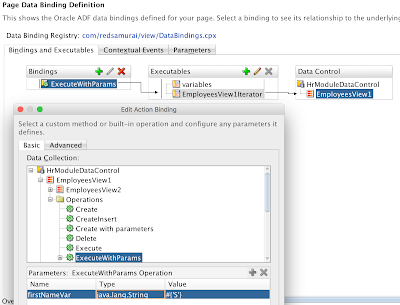 Page Data Binding Definition
This shows the Oracle ADF data bindings defined for your page. Select a binding to see its relationship to the underlying
Data Binding Registry: com/redsamurai/view/DataBindings.cpx
Bindings and Executables Contextual Events Parameters
Bindings Executables Data Control
ExecuteWithParams variables HrModuleDataControl
EmployeesView1Iterator EmployeesView1
Edit Action Binding
Select a custom method or built-in operation and configure any parameters it
defines.
Basic Advanced
Data Collection:
HrModuleDataControl
EmployeesView1
EmployeesView2
Operations
Create
CreateInsert
Create with parameters
Delete
Execute
ExecuteWithParams
Parameters: ExecuteWithParams Operation
Name Type Value
firstNameVar java.lang.String #{'S'}
Ove